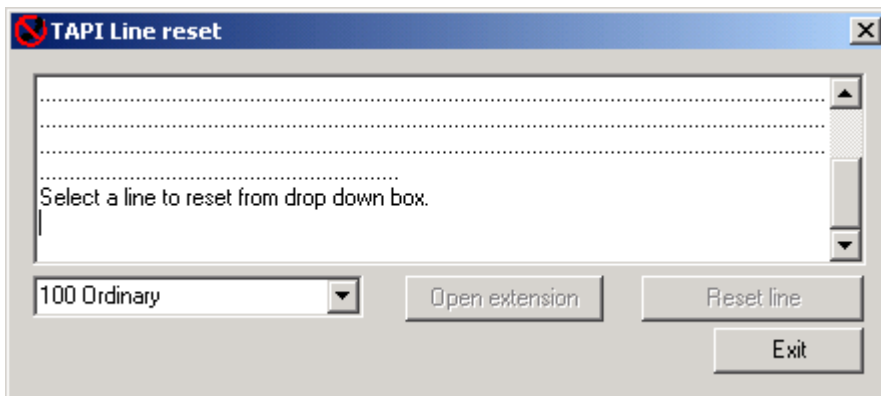 TAPI Line reset
....................................................................................................................
....................................................................................................................
....................................................................................................................
.....................................................
Select a line to reset from drop down box.
100 Ordinary
Open extension
Reset line
Exit